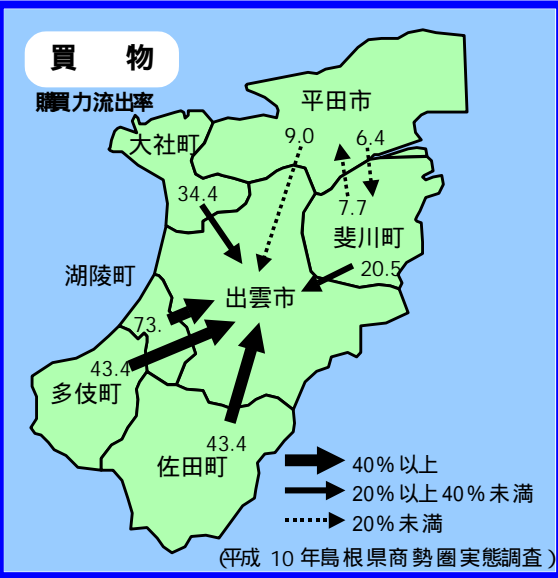 買 物
購買力流出率
平田市
9.0
6.4
大社町
34.4
7.7
斐川町
20.5
湖陵町
出雲市
73.
43.4
多伎町
43.4
佐田町
40%以上
20%以上40%未満
20%未満
(平成 10 年島根県商勢圏実態調査)